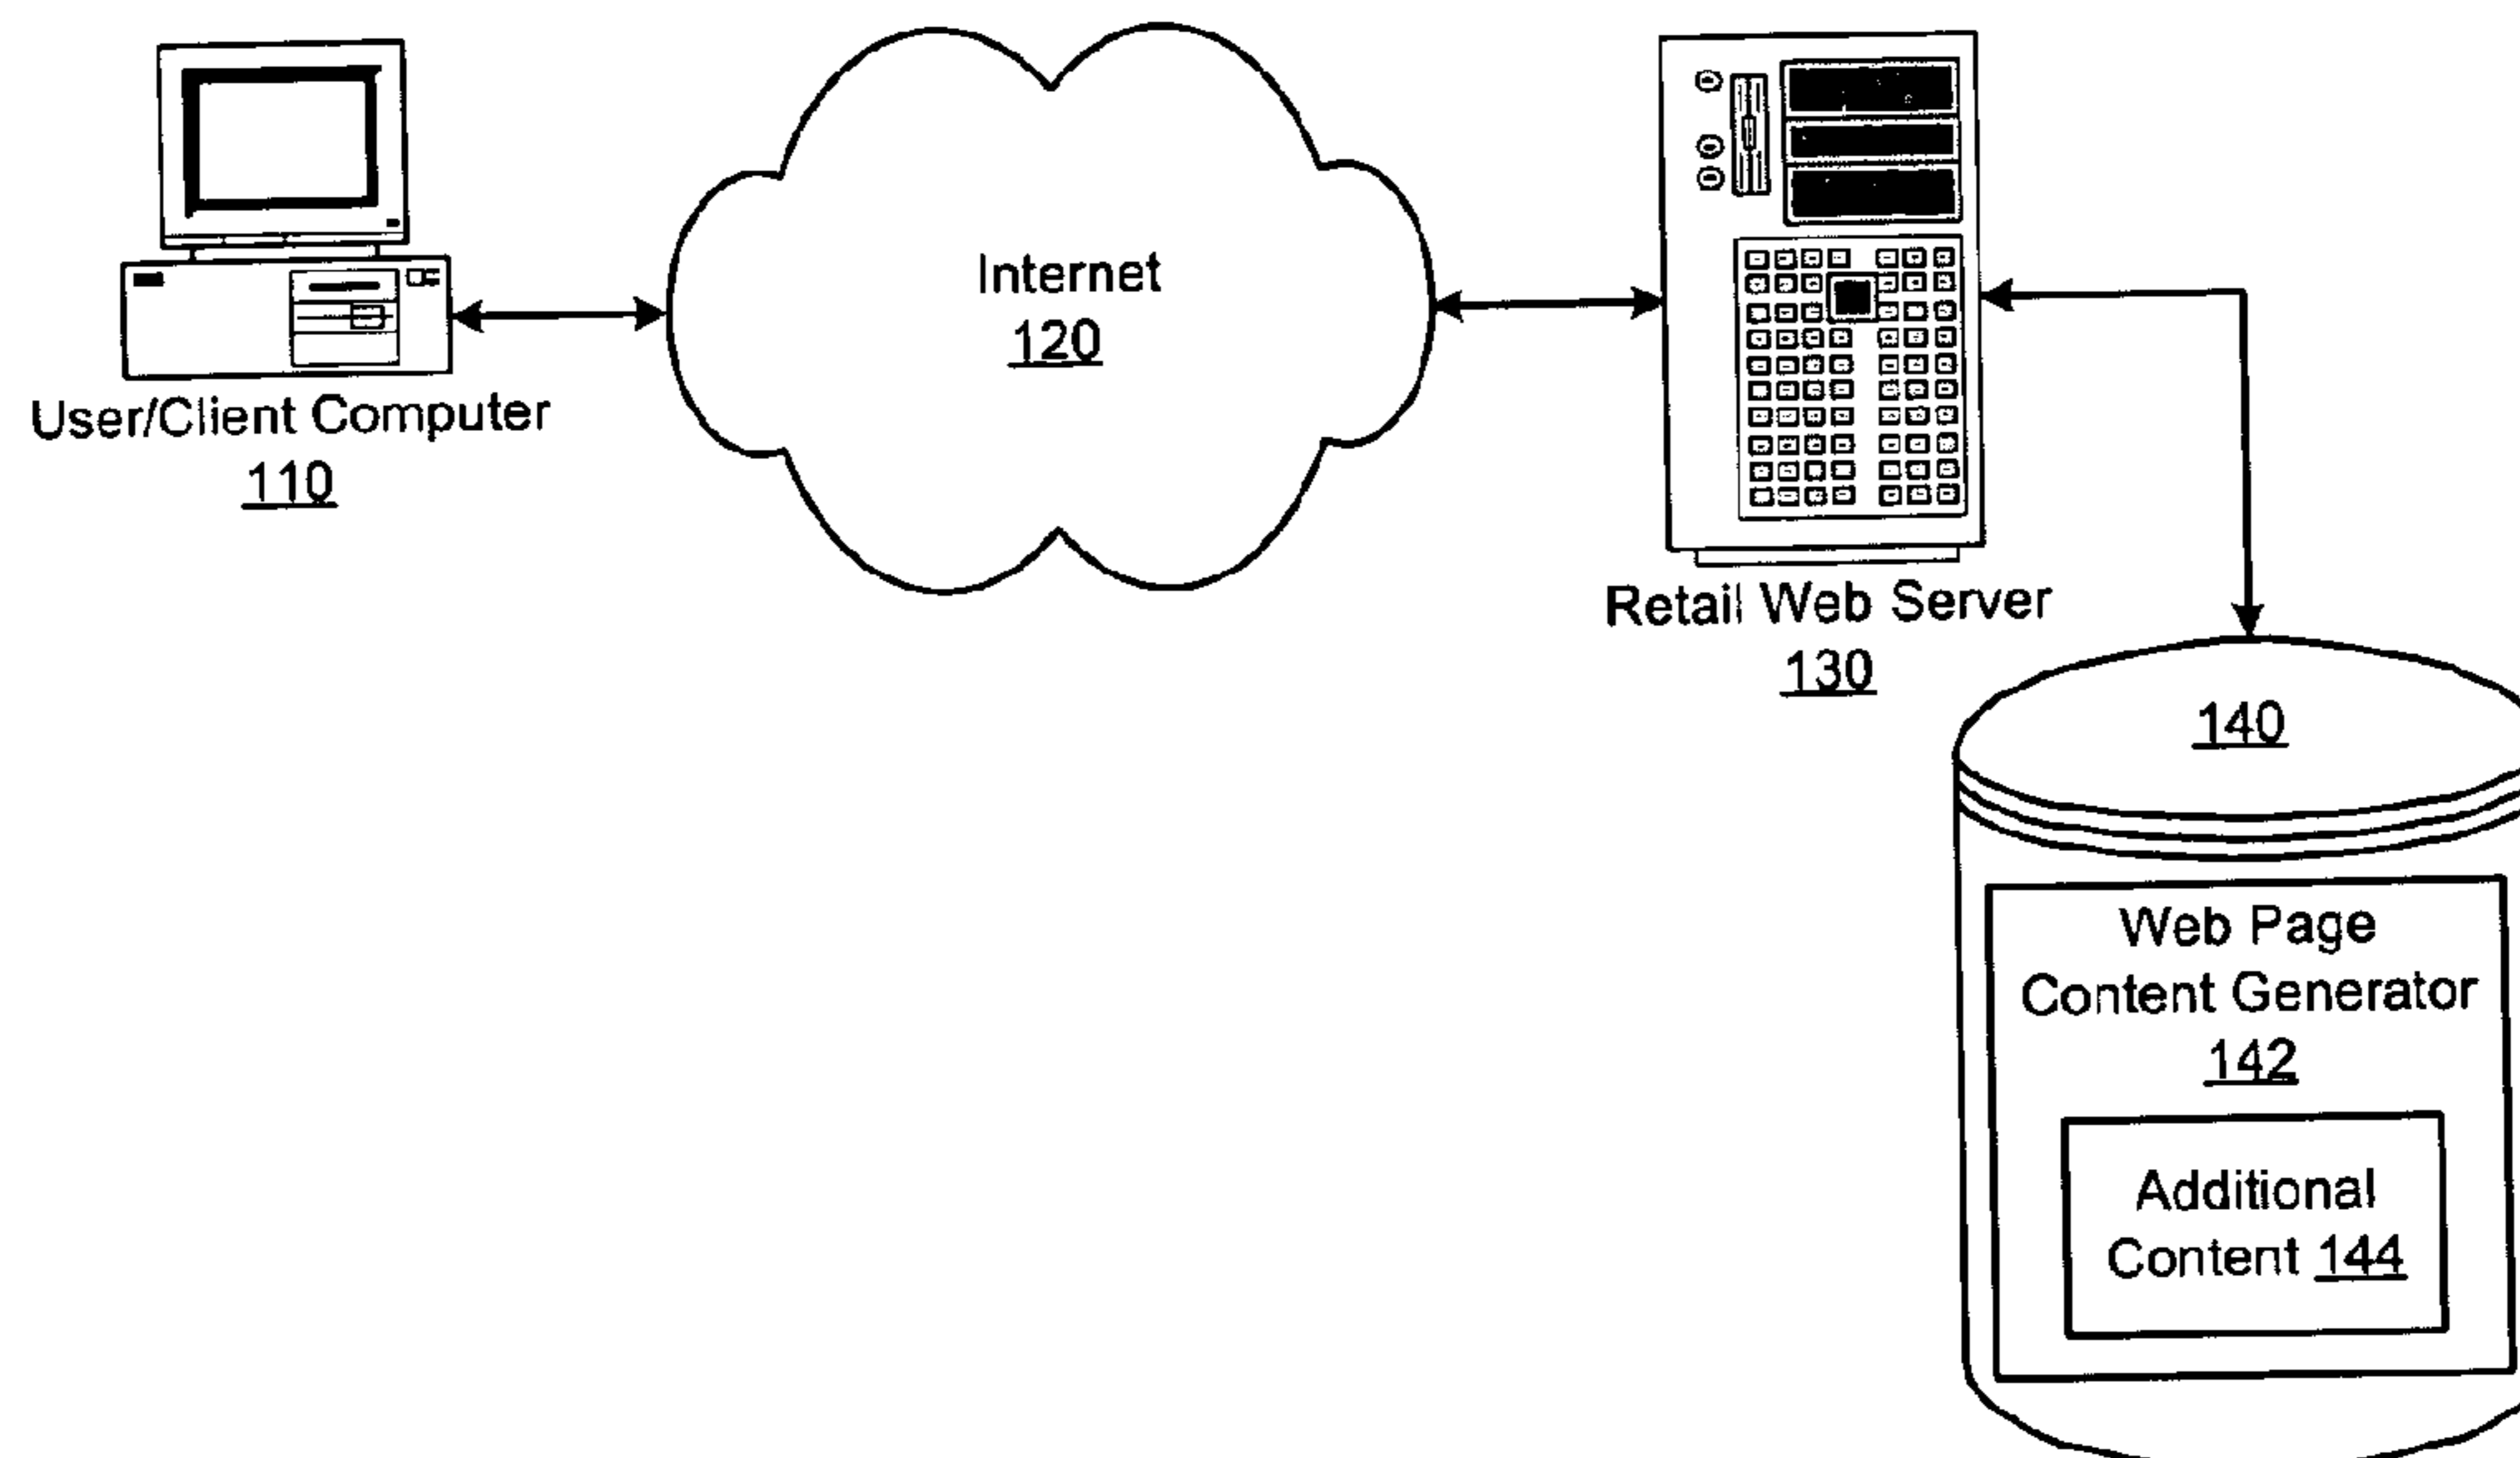 User/Client Computer
110
Internet
120
Retail Web Server
130
140
Web Page
Content Generator
142
Additional
Content 144